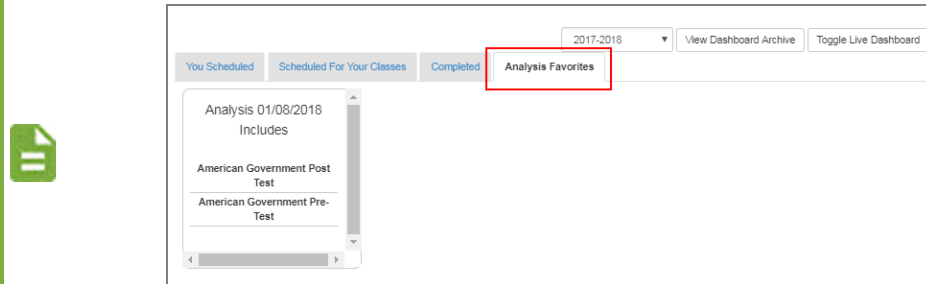 2017-2018 View Dashboard Archive Toggle Live Dashboard
You Scheduled Scheduled For Your Classes Completed Analysis Favorites
Analysis 01/08/2018
Includes
American Government Post
Test
American Government Pre-
Test